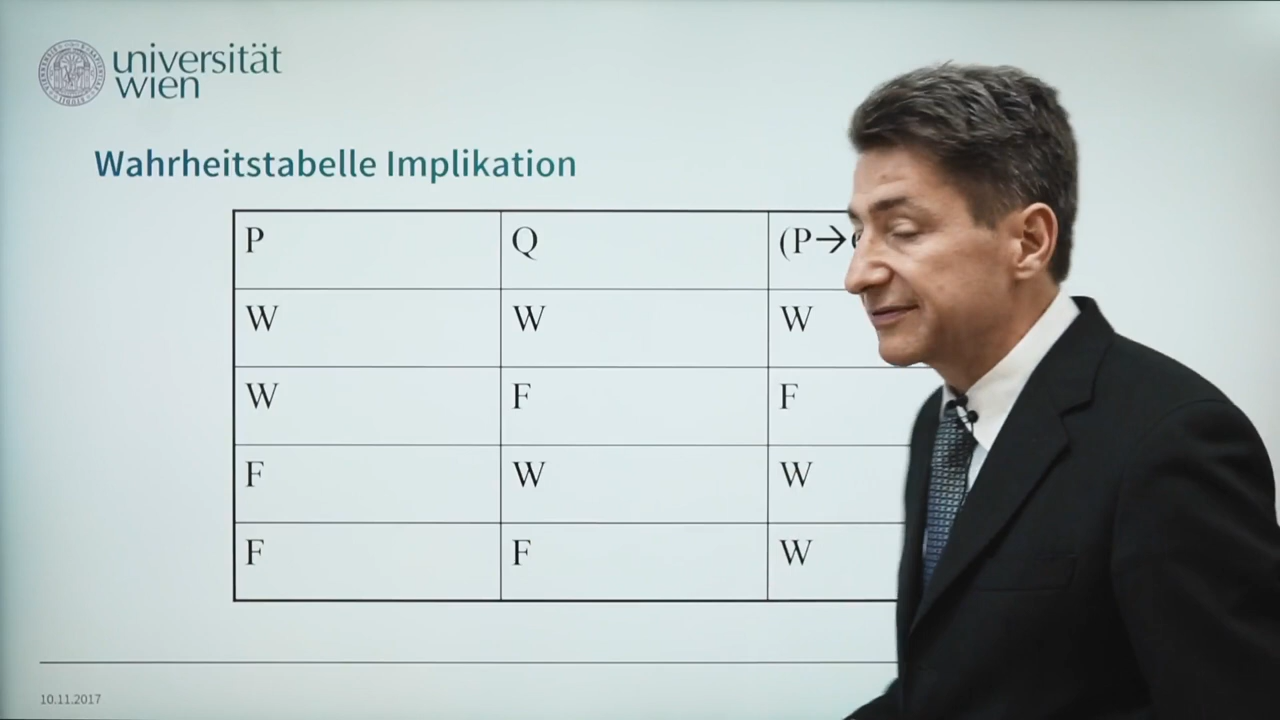 universität
wien
Wahrheitstabelle Implikation
P Q (P→
W W W
W F F
F W W
F F W
10.11.2017